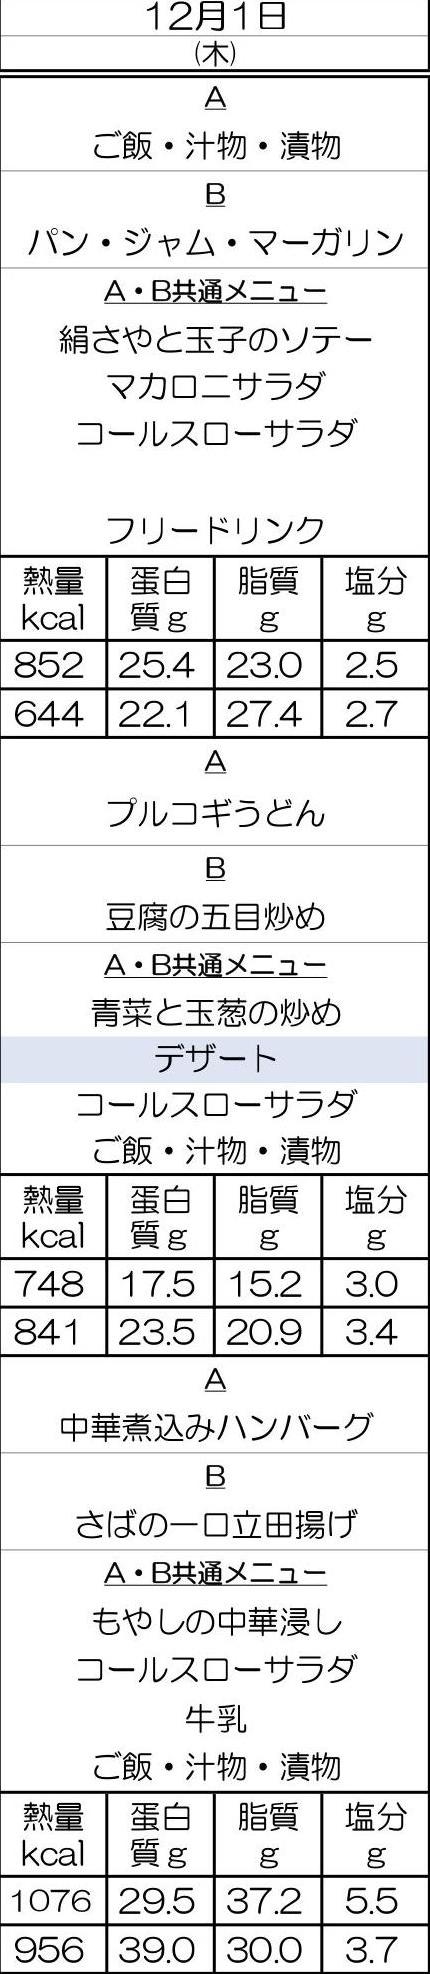 12月1日
(木)
A
ご飯・汁物・漬物
B
パン・ジャム・マーガリン
A・B共通メニュー
絹さやと玉子のソテー
マカロニサラダ
コールスローサラダ
フリードリンク
熱量 蛋白 脂質 塩分
kcal 質g g g
852 25.4 23.0 2.5
644 22.1 27.4 2.7
A
プルコギうどん
B
豆腐の五目炒め
A・B共通メニュー
青菜と玉葱の炒め
デザート
コールスローサラダ
ご飯・汁物・漬物
熱量 蛋白 脂質 塩分
kcal 質g g g
748 17.5 15.2 3.0
841 23.5 20.9 3.4
A
中華煮込みハンバーグ
B
さばの一口立田揚げ
A・B共通メニュー
もやしの中華浸し
コールスローサラダ
牛乳
ご飯・汁物・漬物
熱量 蛋白 脂質 塩分
kcal 質g g g
1076 29.5 37.2 5.5
956 39.0 30.0 3.7